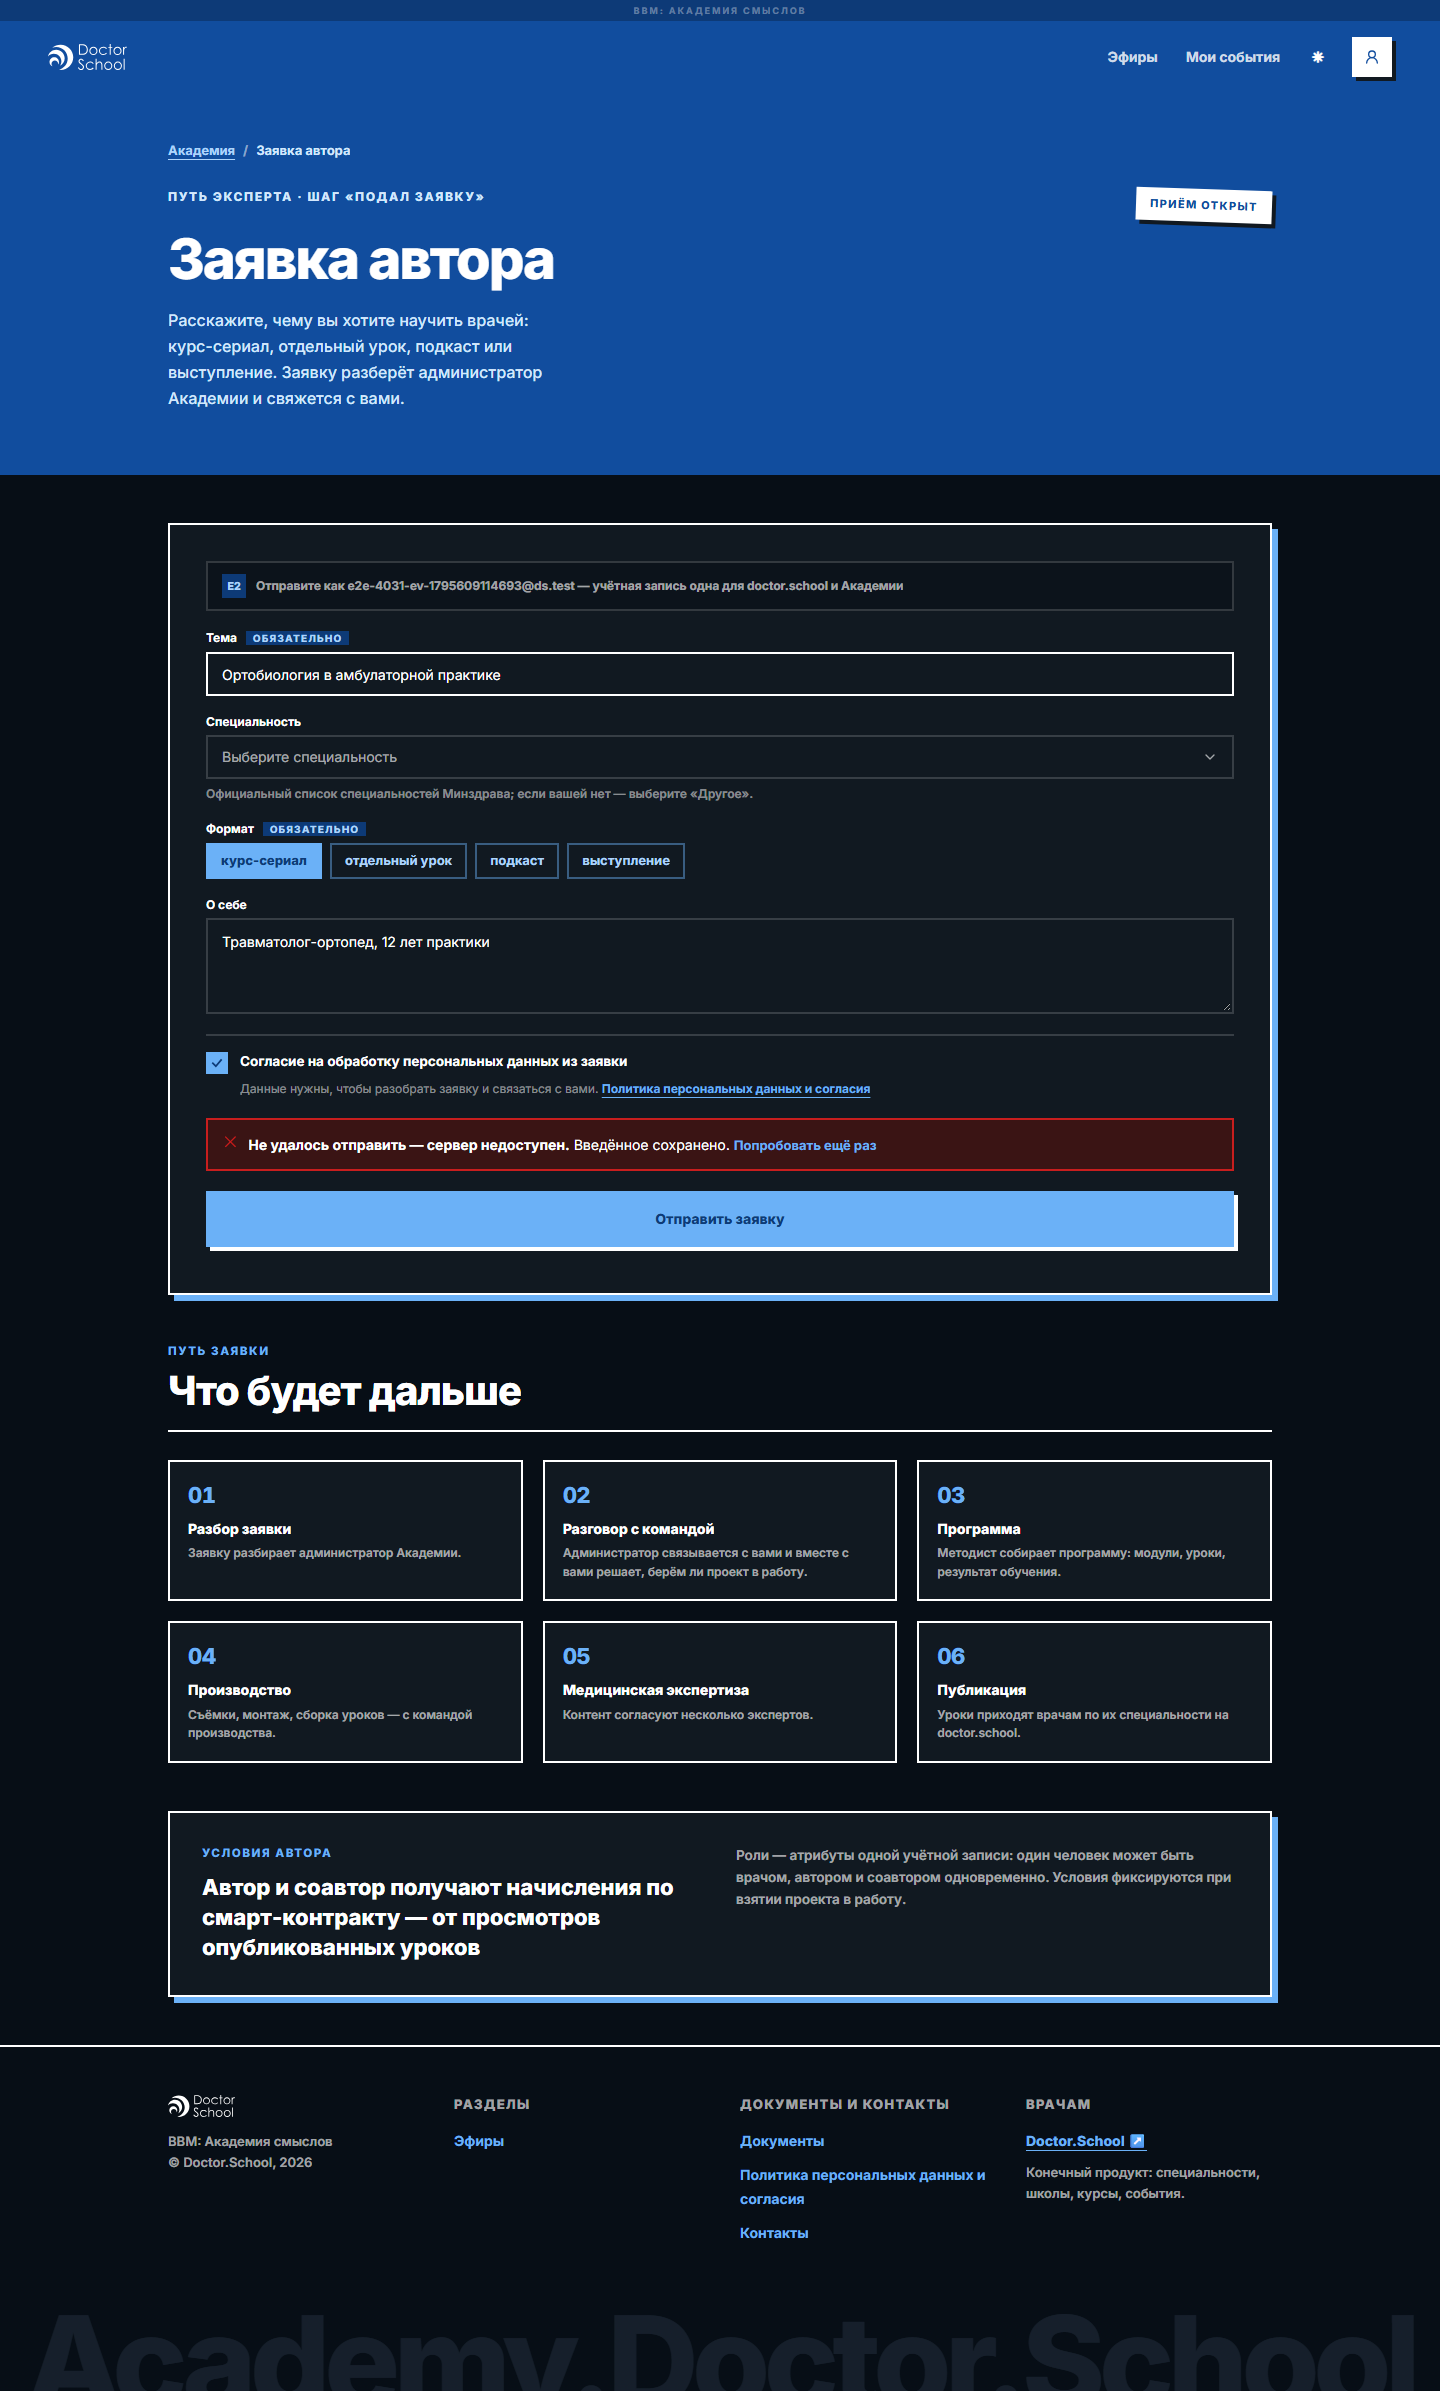 ВВМ: АКАДЕМИЯ СМЫСЛОВ
Doctor
School
Эфиры
Мои события
Академия / Заявка автора
ПУТЬ ЭКСПЕРТА · ШАГ «ПОДАЛ ЗАЯВКУ»
ПРИЁМ ОТКРЫТ
Заявка автора
Расскажите, чему вы хотите научить врачей:
курс-сериал, отдельный урок, подкаст или
выступление. Заявку разберёт администратор
Академии и свяжется с вами.
E2 Отправите как e2e-4031-ev-1795609114693@ds.test — учётная запись одна для doctor.school и Академии
Тема ОБЯЗАТЕЛЬНО
Ортобиология в амбулаторной практике
Специальность
Выберите специальность
Официальный список специальностей Минздрава; если вашей нет — выберите «Другое».
Формат ОБЯЗАТЕЛЬНО
курс-сериал отдельный урок подкаст выступление
О себе
Травматолог-ортопед, 12 лет практики
Согласие на обработку персональных данных из заявки
Данные нужны, чтобы разобрать заявку и связаться с вами. Политика персональных данных и согласия
Не удалось отправить — сервер недоступен. Введённое сохранено. Попробовать ещё раз
Отправить заявку
ПУТЬ ЗАЯВКИ
Что будет дальше
01
Разбор заявки
Заявку разбирает администратор Академии.
02
Разговор с командой
Администратор связывается с вами и вместе с
вами решает, берём ли проект в работу.
03
Программа
Методист собирает программу: модули, уроки,
результат обучения.
04
Производство
Съёмки, монтаж, сборка уроков — с командой
производства.
05
Медицинская экспертиза
Контент согласуют несколько экспертов.
06
Публикация
Уроки приходят врачам по их специальности на
doctor.school.
УСЛОВИЯ АВТОРА
Автор и соавтор получают начисления по
смарт-контракту — от просмотров
опубликованных уроков
Роли — атрибуты одной учётной записи: один человек может быть
врачом, автором и соавтором одновременно. Условия фиксируются при
взятии проекта в работу.
Doctor
School
ВВМ: Академия смыслов
© Doctor.School, 2026
РАЗДЕЛЫ
Эфиры
ДОКУМЕНТЫ И КОНТАКТЫ
Документы
Политика персональных данных и
согласия
Контакты
ВРАЧАМ
Doctor.School
Конечный продукт: специальности,
школы, курсы, события.
Academy.Doctor.School